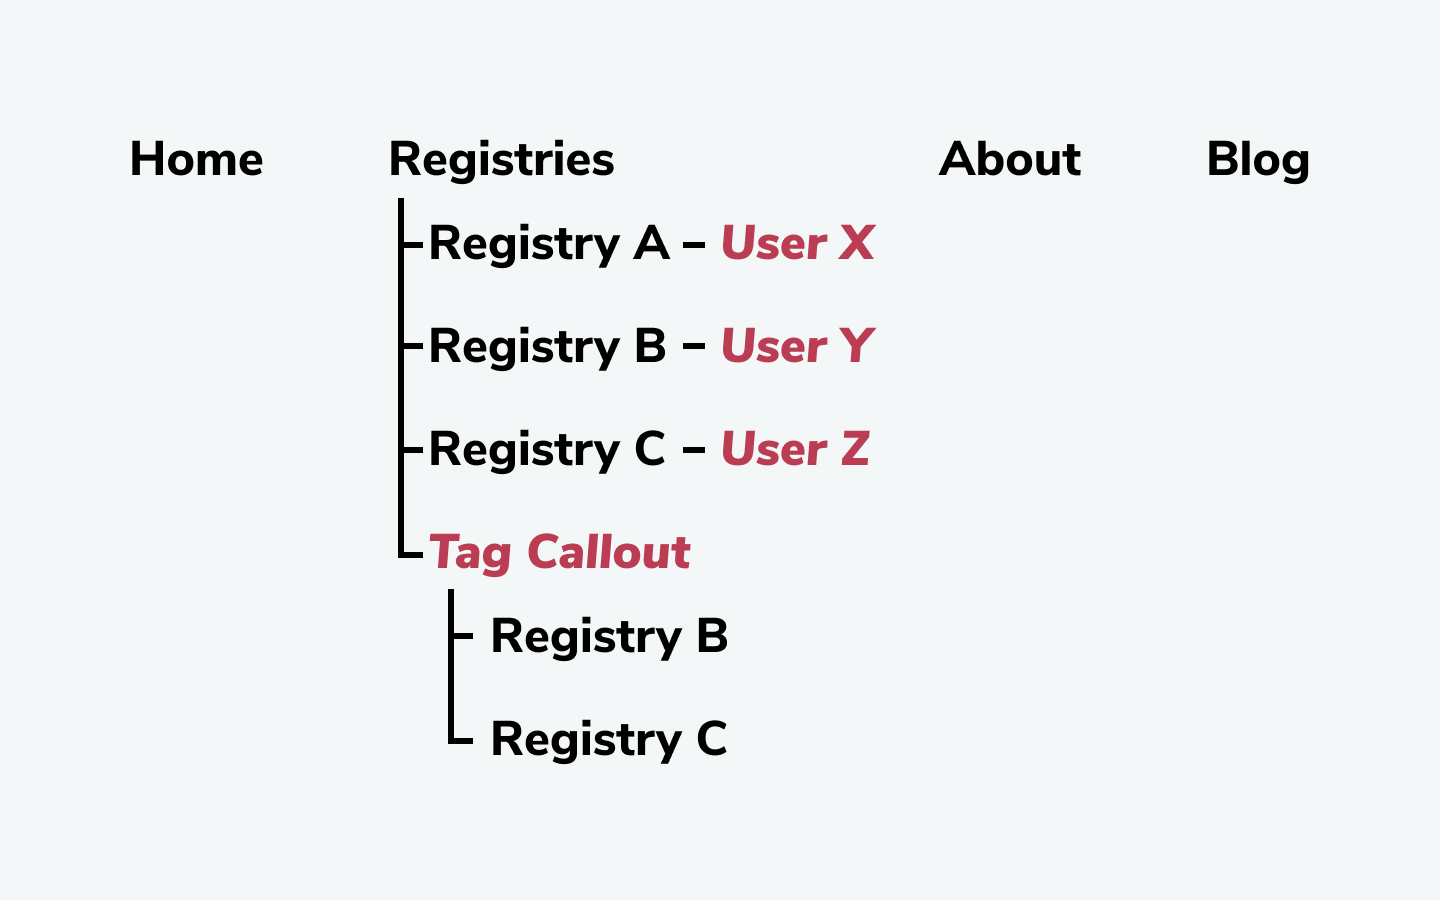 Home Registries About Blog
Registry A – User X
Registry B – User Y
Registry C – User Z
Tag Callout
Registry B
Registry C